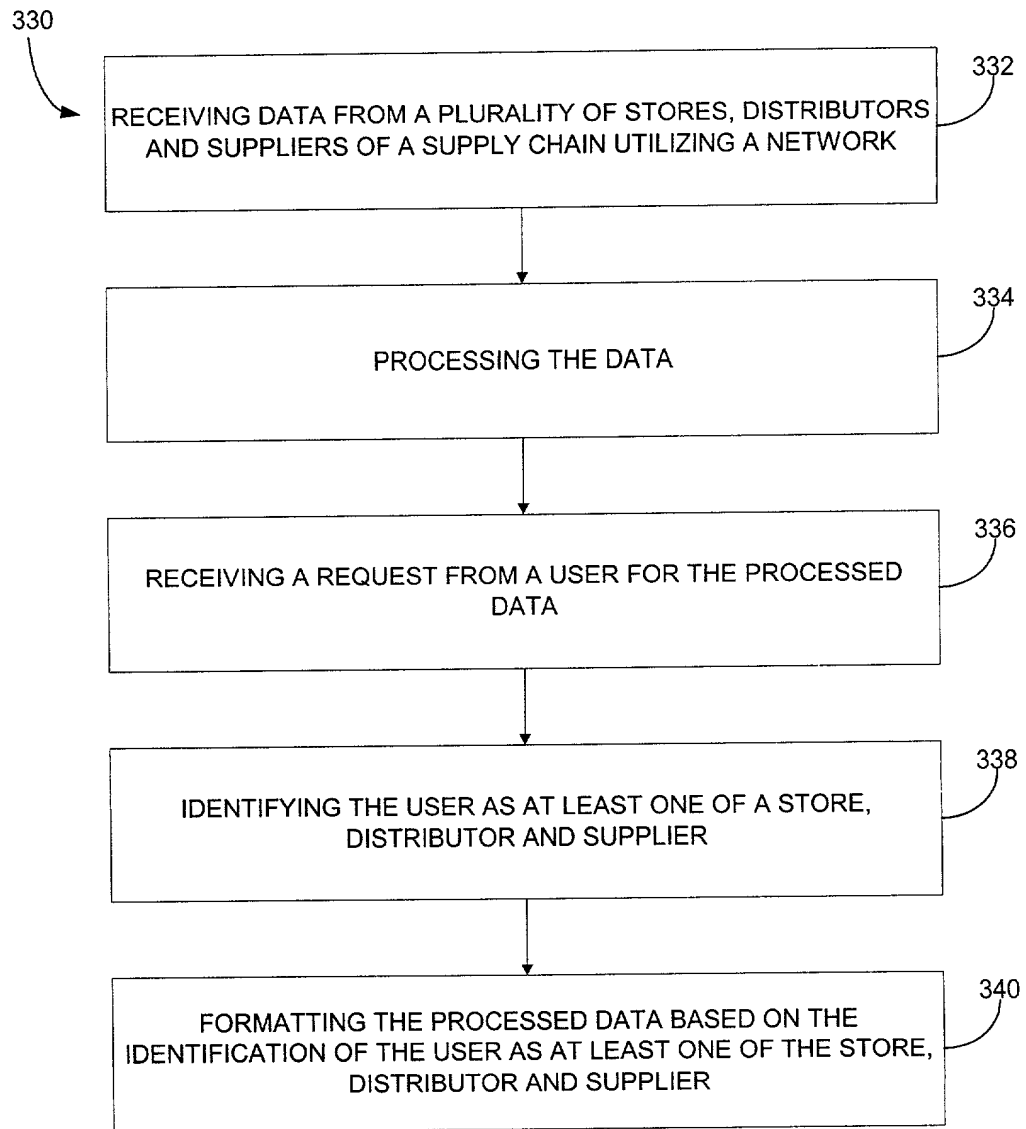 330
332
RECEIVING DATA FROM A PLURALITY OF STORES, DISTRIBUTORS
AND SUPPLIERS OF A SUPPLY CHAIN UTILIZING A NETWORK
334
PROCESSING THE DATA
336
RECEIVING A REQUEST FROM A USER FOR THE PROCESSED
DATA
338
IDENTIFYING THE USER AS AT LEAST ONE OF A STORE,
DISTRIBUTOR AND SUPPLIER
340
FORMATTING THE PROCESSED DATA BASED ON THE
IDENTIFICATION OF THE USER AS AT LEAST ONE OF THE STORE,
DISTRIBUTOR AND SUPPLIER